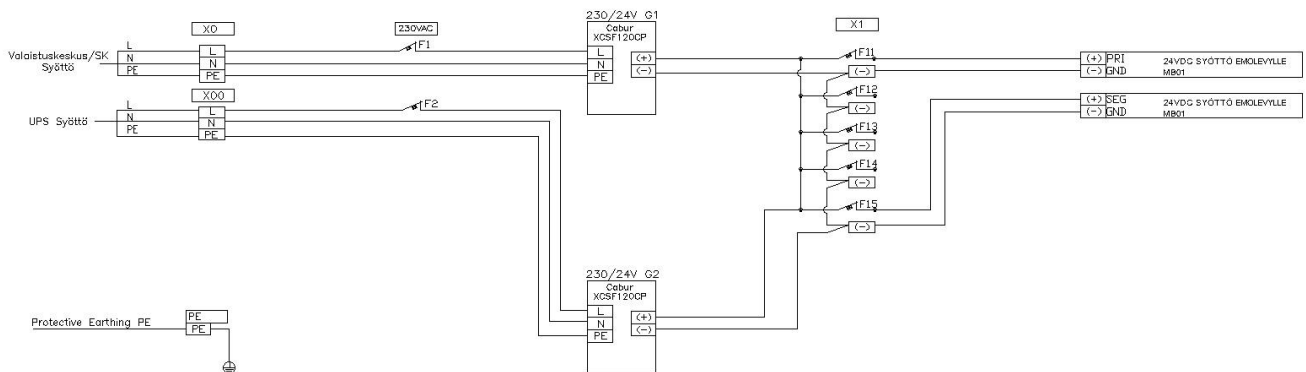 230/24V G1
X0
230VAC
Cabur
XCSF120CP
X1
Valaistuskeskus/SK
Syöttö
L
N
PE
L
N
PE
F1
L
N
PE
(+)
(-)
F11
(-)
(+) PRI
(-) GND
24VDC SYÖTTÖ EMOLEVYLLE
MB01
X00
UPS Syöttö
L
N
PE
L
N
PE
F2
F12
(-)
F13
(-)
F14
(-)
F15
(-)
(+) SEG
(-) GND
24VDC SYÖTTÖ EMOLEVYLLE
MB01
230/24V G2
Cabur
XCSF120CP
L
N
PE
(+)
(-)
Protective Earthing PE
PE
PE